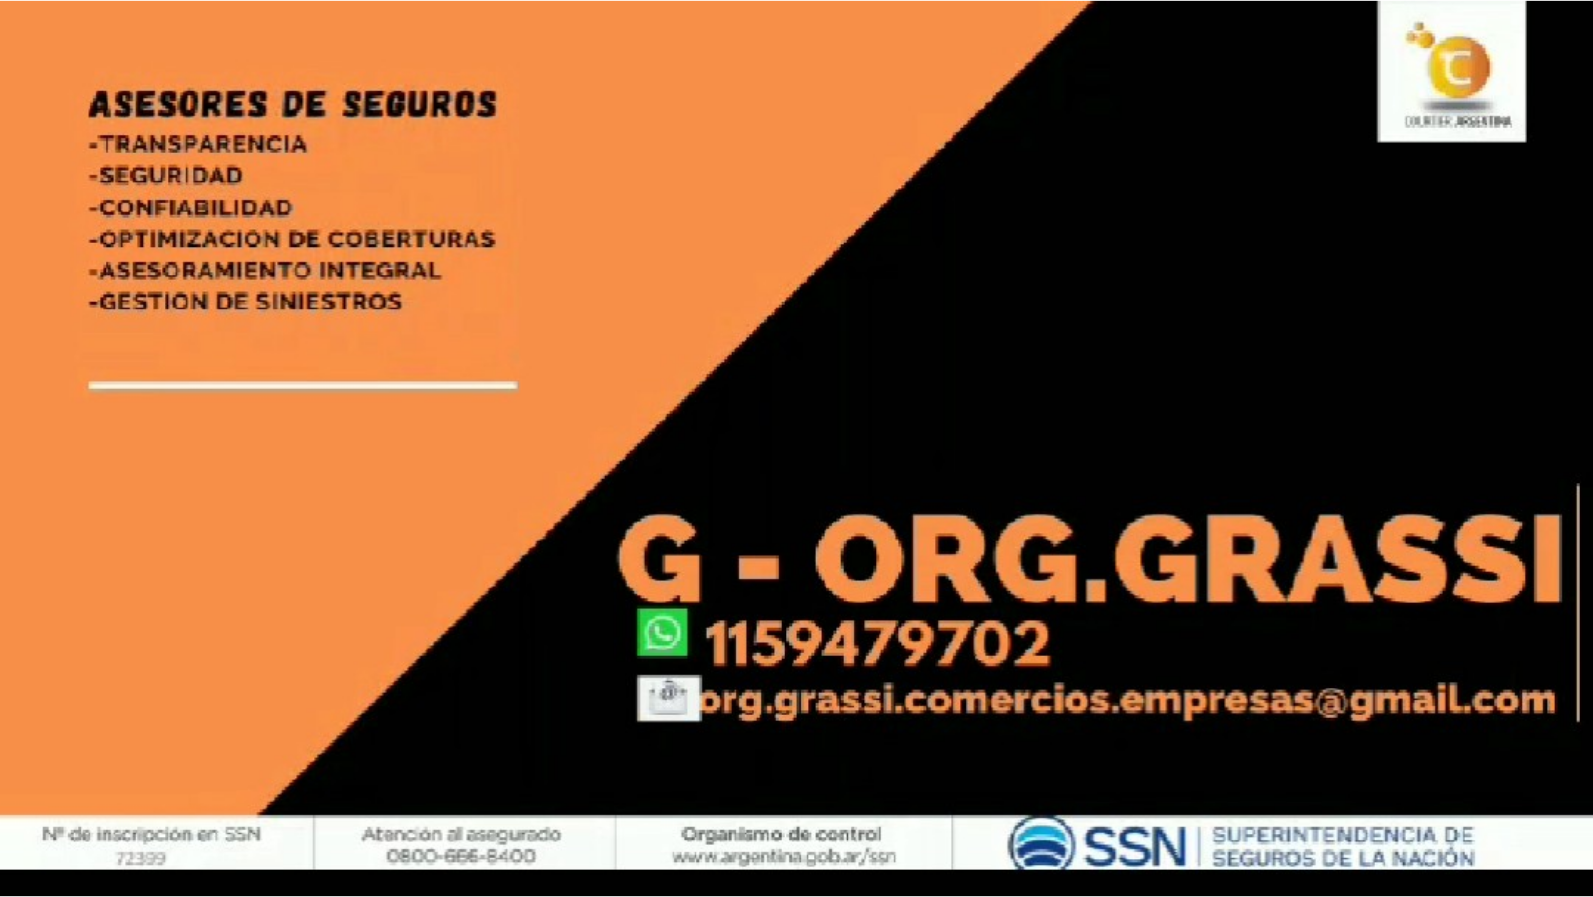 ASESORES DE SEGUROS
-TRANSPARENCIA
-SEGURIDAD
-CONFIABILIDAD
-OPTIMIZACION DE COBERTURAS
-ASESORAMIENTO INTEGRAL
-GESTION DE SINIESTROS
ARGENTINA
G - ORG.GRASSI
1159479702
org.grassi.comercios.empresas@gmail.com
Nº de inscripción en SSN
72399
Atención al asegurado
0800-666-8400
Organismo de control
www.argentina.gob.ar/ssn
SSN
SUPERINTENDENCIA DE
SEGUROS DE LA NACIÓN